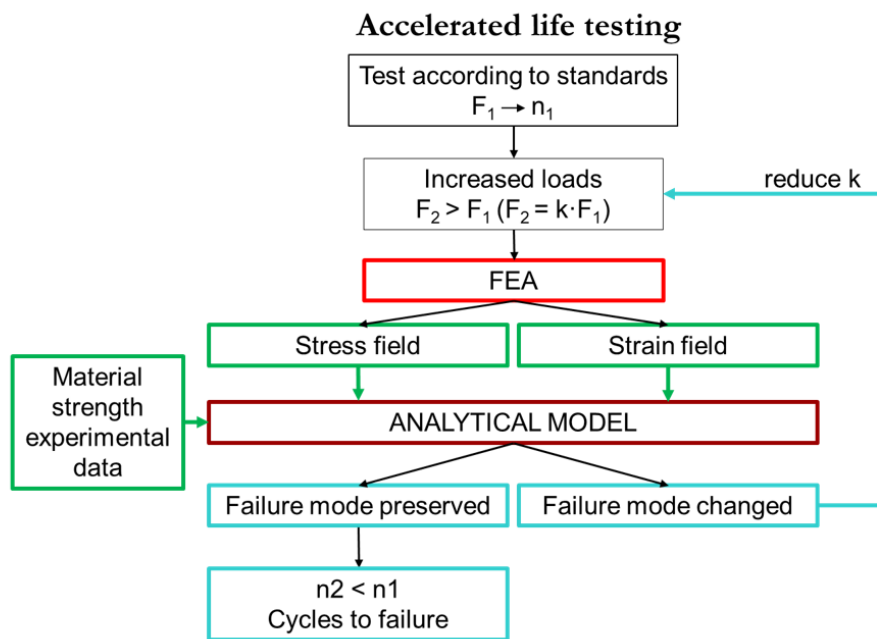 Accelerated life testing
Test according to standards
F₁ → n₁
Increased loads
F₂ > F₁ (F₂ = k·F₁)
reduce k
FEA
Stress field
Strain field
Material
strength
experimental
data
ANALYTICAL MODEL
Failure mode preserved
Failure mode changed
n2 < n1
Cycles to failure